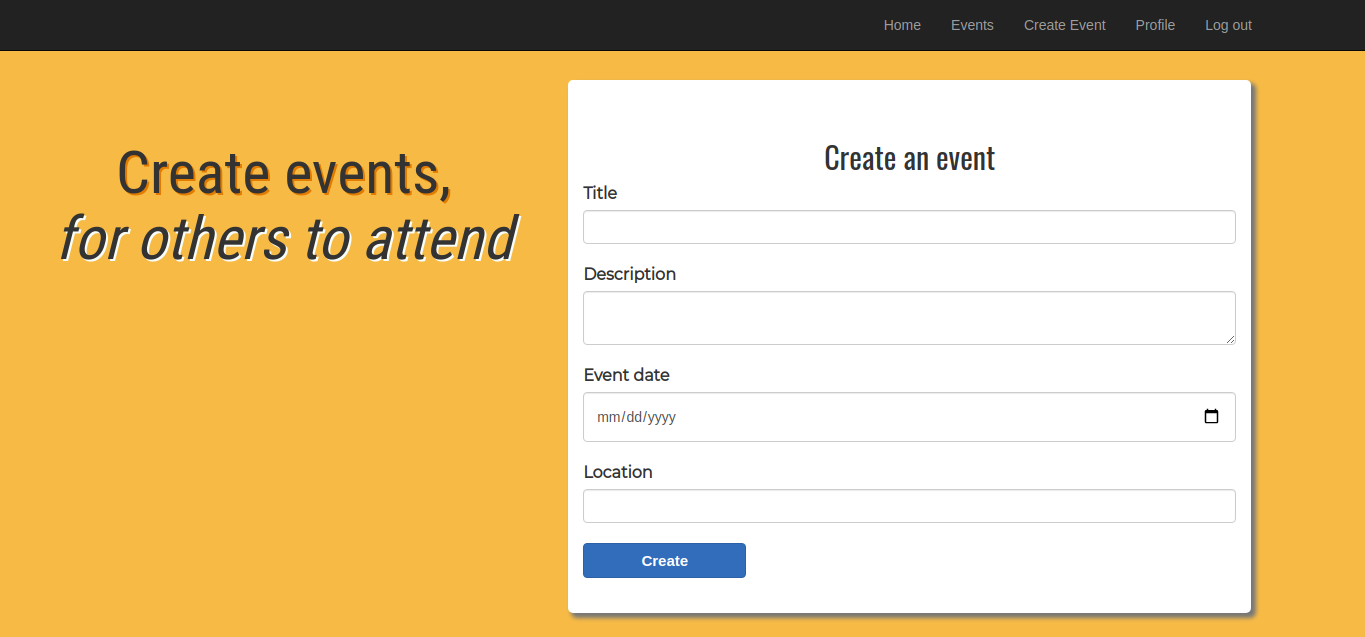 Home Events Create Event Profile Log out
Create events,
for others to attend
Create an event
Title
Description
Event date
mm/dd/yyyy
Location
Create